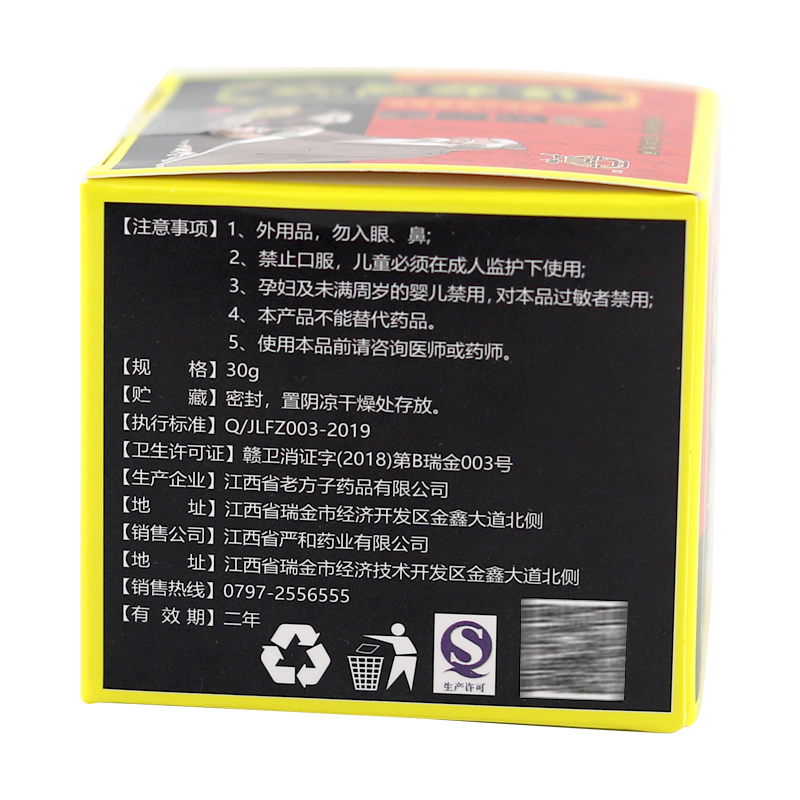 【注意事项】1、外用品，勿入眼、鼻;
2、禁止口服，儿童必须在成人监护下使用;
3、孕妇及未满周岁的婴儿禁用,对本品过敏者禁用;
4、本产品不能替代药品。
5、使用本品前请咨询医师或药师。
【规 格】30g
【贮 藏】密封，置阴凉干燥处存放。
【执行标准】Q/JLFZ003-2019
【卫生许可证】赣卫消证字(2018)第B瑞金003号
【生产企业】江西省老方子药品有限公司
【地 址】江西省瑞金市经济开发区金鑫大道北侧
【销售公司】江西省严和药业有限公司
【地 址】江西省瑞金市经济技术开发区金鑫大道北侧
【销售热线】0797-2556555
【有 效 期】二年
生产许可